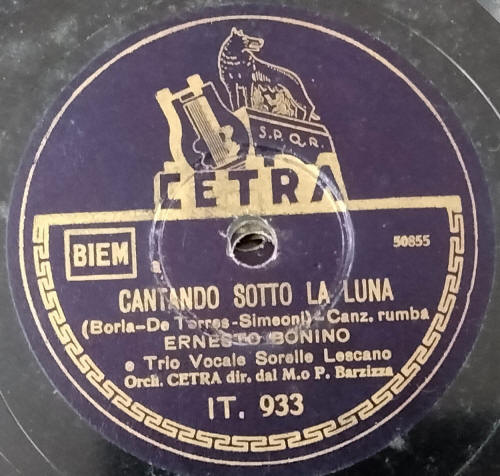 S.P.Q.R.
CETRA
BIEM
50855
CANTANDO SOTTO LA LUNA
(Borla-De Torres-Simeoni)-Canz. rumba
ERNESTO BONINO
e Trio Vocale Sorelle Lescano
Orch. CETRA dir. dal M.o P. Barzizza
IT. 933